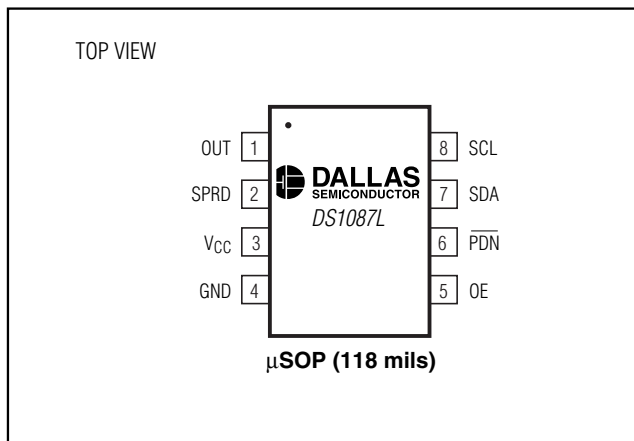 TOP VIEW
OUT 1
SPRD 2
VCC 3
GND 4
DALLAS
SEMICONDUCTOR
DS1087L
8 SCL
7 SDA
6 P̅D̅N̅
5 OE
µSOP (118 mils)